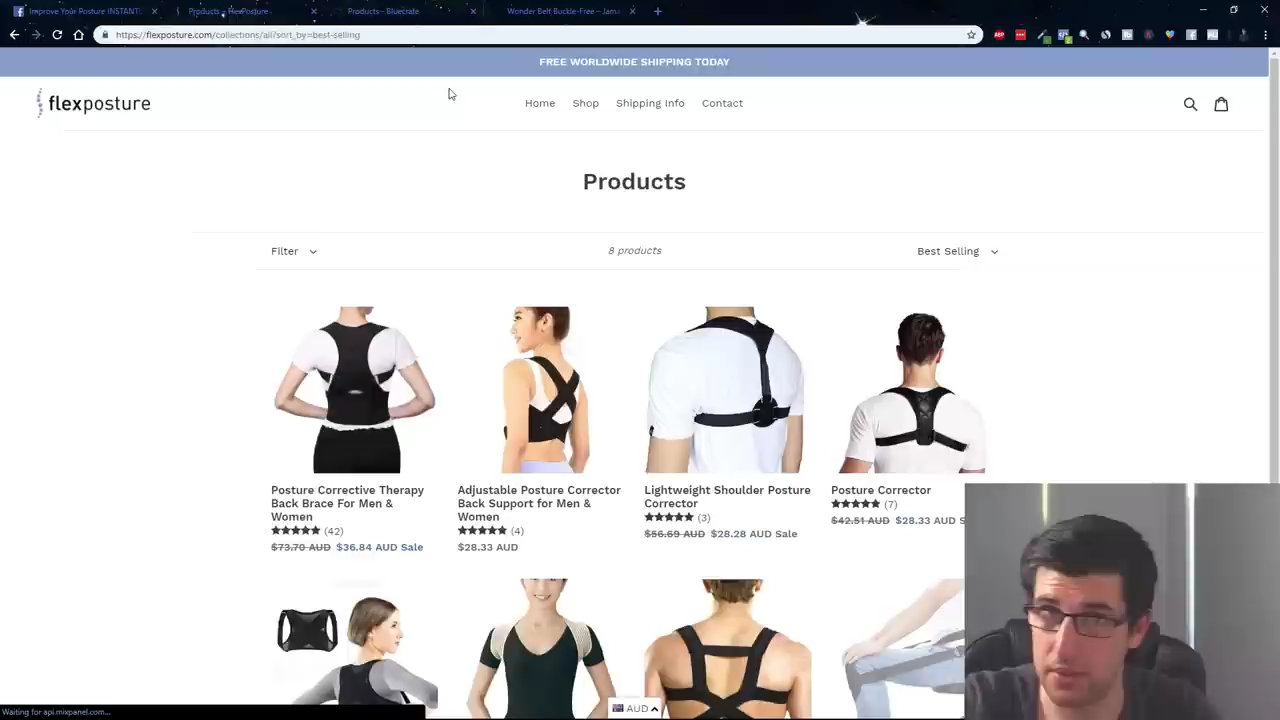 Improve Your Posture INSTANT
Products – FlexPosture
Products – Bluecrate
Wonder Belt Buckle-Free – Jama
https://flexposture.com/collections/all?sort_by=best-selling
FREE WORLDWIDE SHIPPING TODAY
flexposture
Home
Shop
Shipping Info
Contact
Products
Filter
8 products
Best Selling
Posture Corrective Therapy
Back Brace For Men &
Women
(42)
$73.70 AUD $36.84 AUD Sale
Adjustable Posture Corrector
Back Support for Men &
Women
(4)
$28.33 AUD
Lightweight Shoulder Posture
Corrector
(3)
$56.69 AUD $28.28 AUD Sale
Posture Corrector
(7)
$42.51 AUD $28.33 AUD S
AUD
Waiting for api.mixpanel.com...